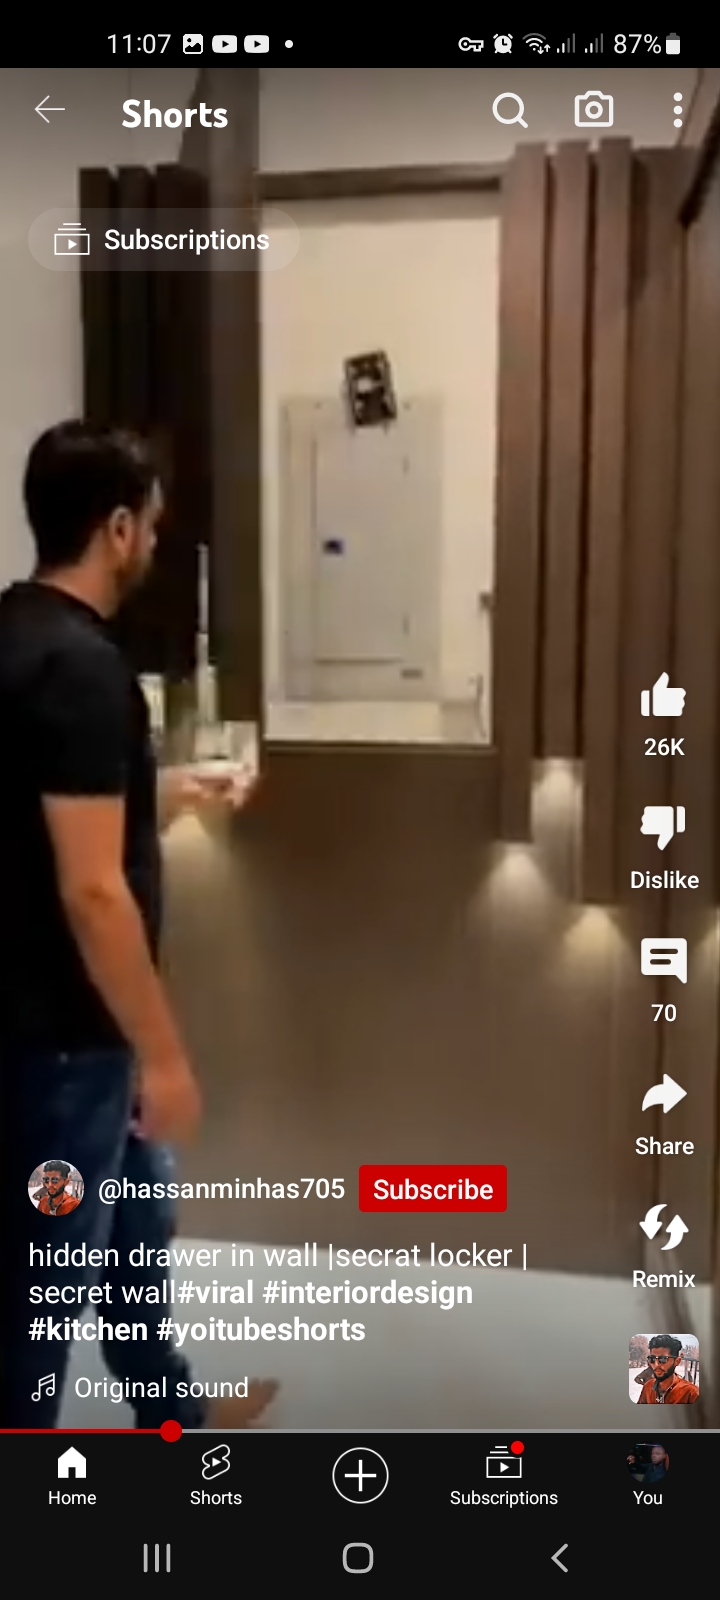 11:07
87%
Shorts
Subscriptions
26K
Dislike
70
Share
Remix
@hassanminhas705 Subscribe
hidden drawer in wall |secrat locker |
secret wall#viral #interiordesign
#kitchen #yoitubeshorts
Original sound
Home Shorts Subscriptions You